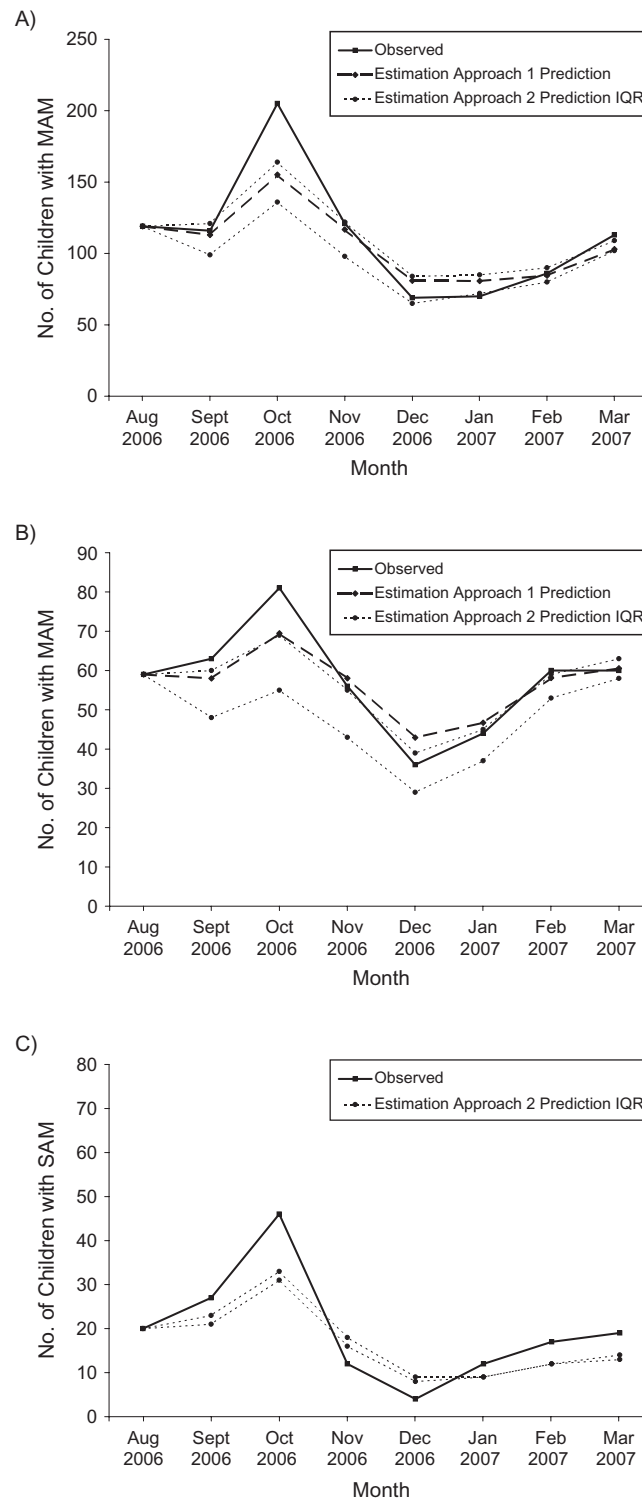 A)
250
200
150
100
50
0
No. of Children with MAM
Observed
Estimation Approach 1 Prediction
Estimation Approach 2 Prediction IQR
Aug Sept Oct Nov Dec Jan Feb Mar
2006 2006 2006 2006 2006 2007 2007 2007
Month
B)
90
80
70
60
50
40
30
20
10
0
No. of Children with MAM
Observed
Estimation Approach 1 Prediction
Estimation Approach 2 Prediction IQR
Aug Sept Oct Nov Dec Jan Feb Mar
2006 2006 2006 2006 2006 2007 2007 2007
Month
C)
80
70
60
50
40
30
20
10
0
No. of Children with SAM
Observed
Estimation Approach 2 Prediction IQR
Aug Sept Oct Nov Dec Jan Feb Mar
2006 2006 2006 2006 2006 2007 2007 2007
Month